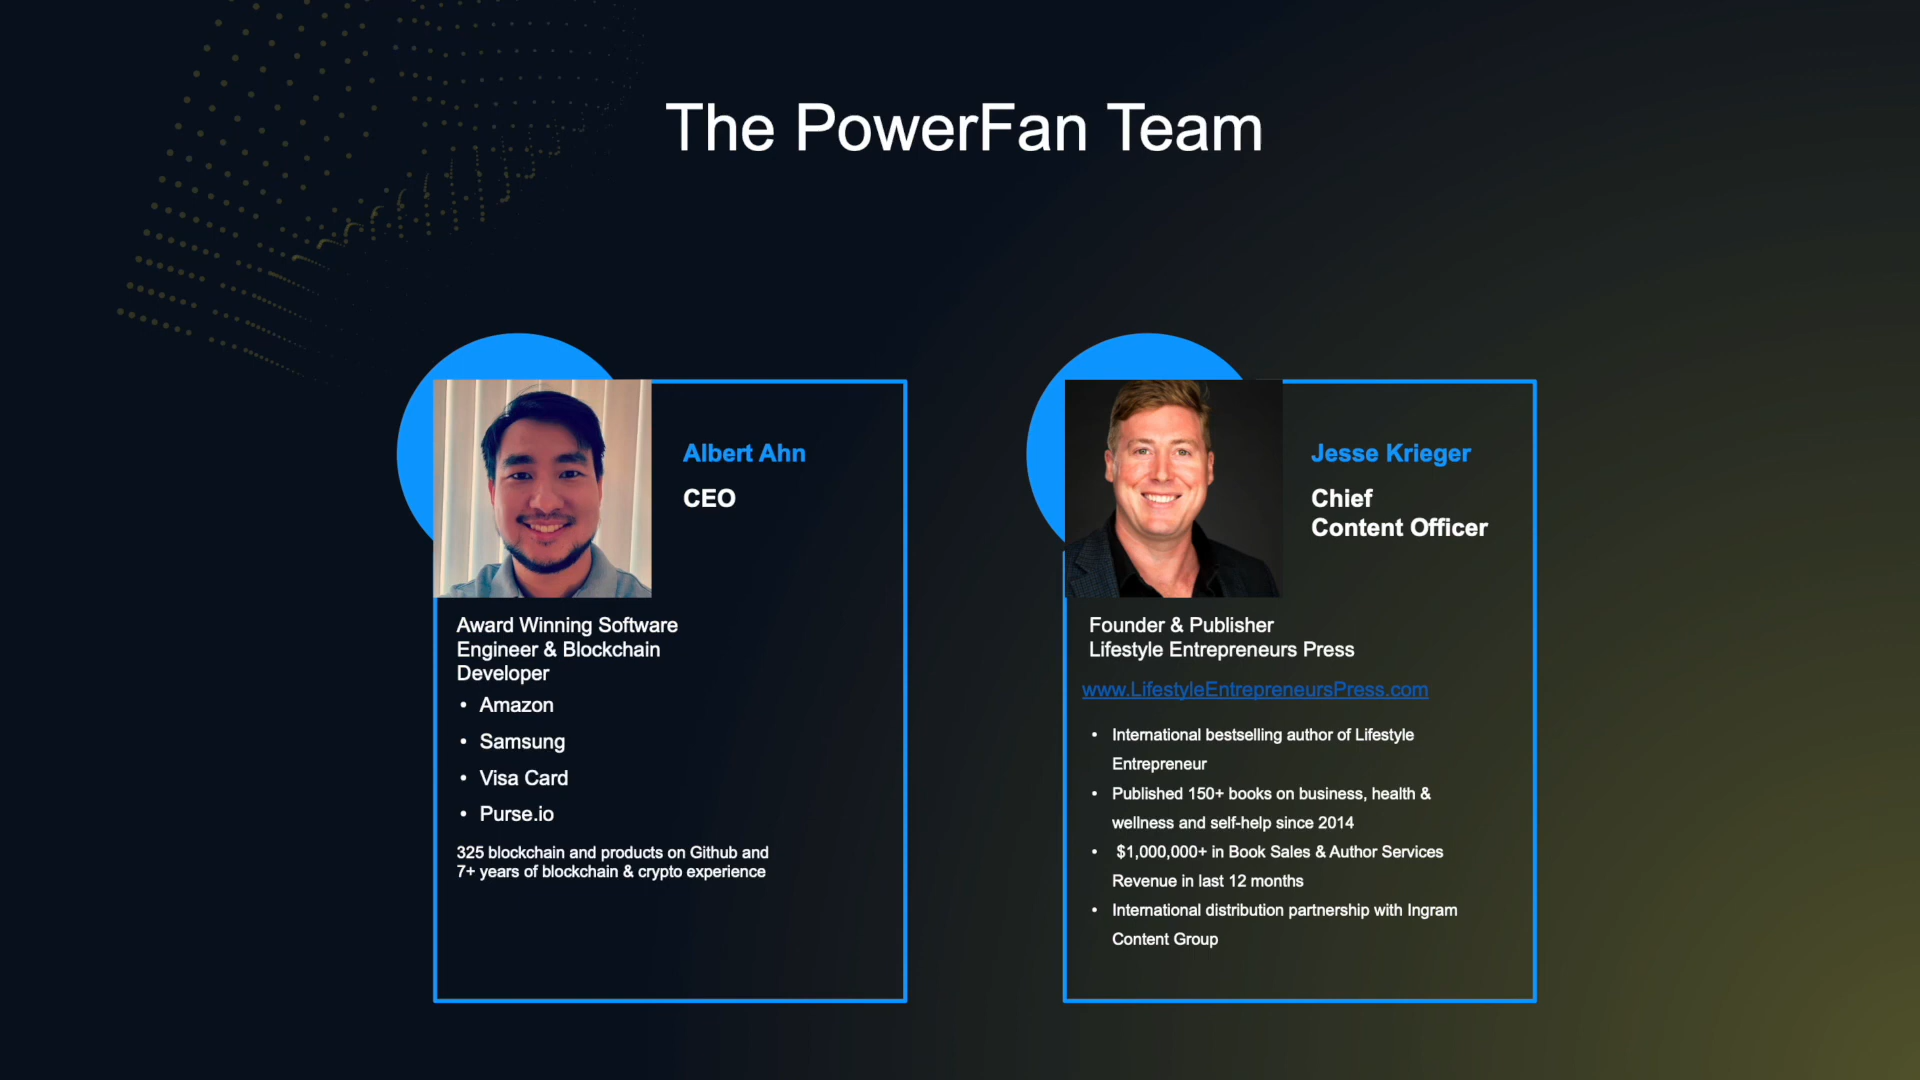 The PowerFan Team
Albert Ahn
CEO
Award Winning Software
Engineer & Blockchain
Developer
• Amazon
• Samsung
• Visa Card
• Purse.io
325 blockchain and products on Github and
7+ years of blockchain & crypto experience
Jesse Krieger
Chief
Content Officer
Founder & Publisher
Lifestyle Entrepreneurs Press
www.LifestyleEntrepreneursPress.com
• International bestselling author of Lifestyle
Entrepreneur
• Published 150+ books on business, health &
wellness and self-help since 2014
• $1,000,000+ in Book Sales & Author Services
Revenue in last 12 months
• International distribution partnership with Ingram
Content Group